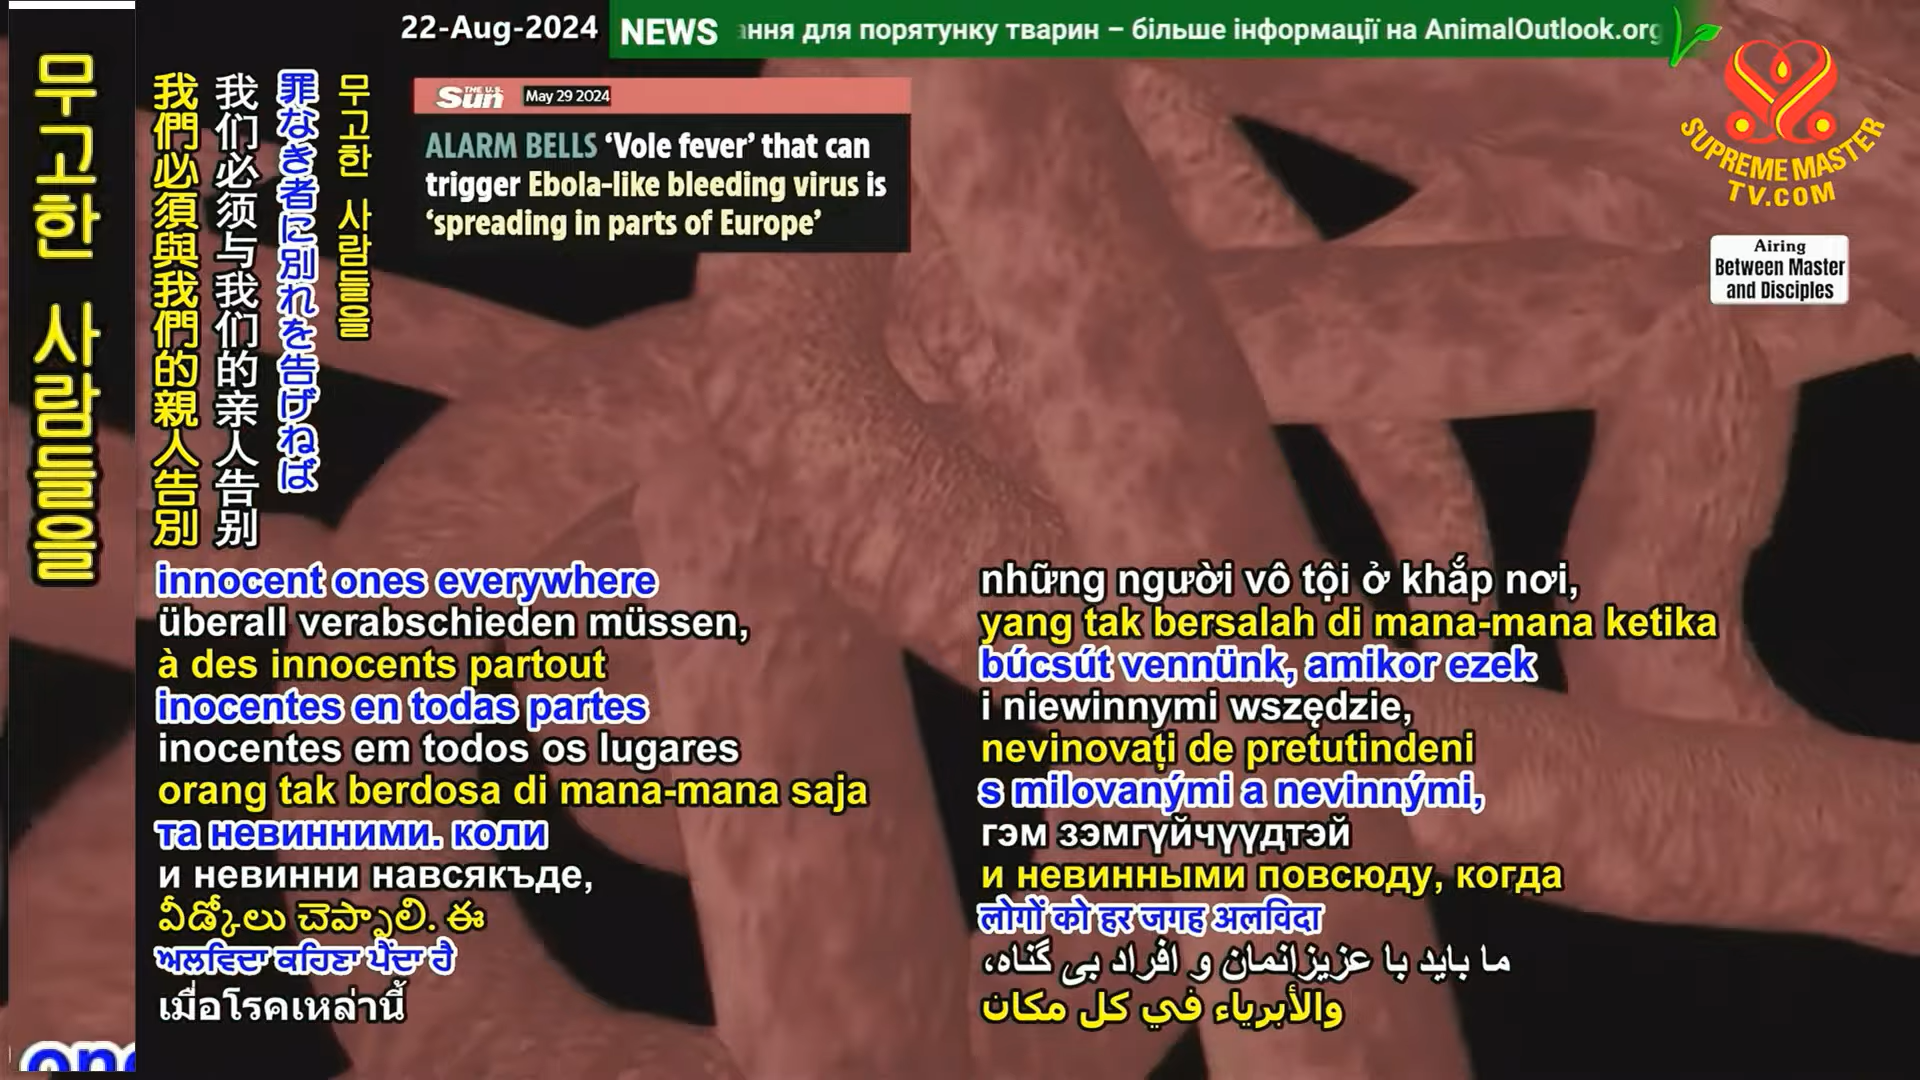 22-Aug-2024
NEWS
ання для порятунку тварин – більше інформації на AnimalOutlook.org
SUPREME MASTER
TV.COM
Airing
Between Master
and Disciples
THE U.S. Sun May 29 2024
ALARM BELLS ‘Vole fever’ that can
trigger Ebola-like bleeding virus is
‘spreading in parts of Europe’
무고한 사람들을
我們必須與我們的親人告別
我们必须与我们的亲人告别
罪なき者に別れを告げねば
무고한 사람들을
innocent ones everywhere
überall verabschieden müssen,
à des innocents partout
inocentes en todas partes
inocentes em todos os lugares
orang tak berdosa di mana-mana saja
та невинними. коли
и невинни навсякъде,
వీడ్కోలు చెప్పాలి. ఈ
ਅਲਵਿਦਾ ਕਹਿਣਾ ਪੈਂਦਾ ਹੈ
เมื่อโรคเหล่านี้
những người vô tội ở khắp nơi,
yang tak bersalah di mana-mana ketika
búcsút vennünk, amikor ezek
i niewinnymi wszędzie,
nevinovați de pretutindeni
s milovanými a nevinnými,
гэм зэмгүйчүүдтэй
и невинными повсюду, когда
लोगों को हर जगह अलविदा
ما باید با عزیزانمان و افراد بی گناه،
والأبرياء في كل مكان